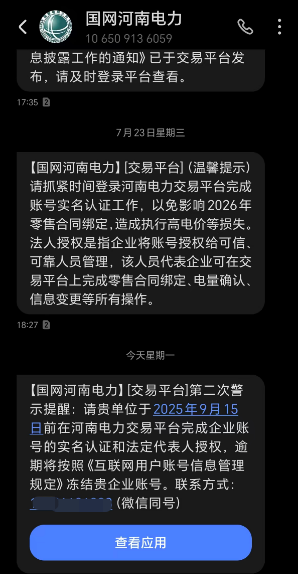 国网河南电力
10 650 913 6059
息披露工作的通知》已于交易平台发
布，请及时登录平台查看。
17:35 2
7月23日星期三
【国网河南电力】[交易平台]（温馨提示）
请抓紧时间登录河南电力交易平台完成
账号实名认证工作，以免影响2026年
零售合同绑定，造成执行高电价等损失。
法人授权是指企业将账号授权给可信、
可靠人员管理，该人员代表企业可在交
易平台上完成零售合同绑定、电量确认、
信息变更等所有操作。
18:27 2
今天星期一
【国网河南电力】[交易平台]第二次警
示提醒：请贵单位于2025年9月15
日前在河南电力交易平台完成企业账
号的实名认证和法定代表人授权，逾
期将按照《互联网用户账号信息管理
规定》冻结贵企业账号。联系方式：
(微信同号)
查看应用